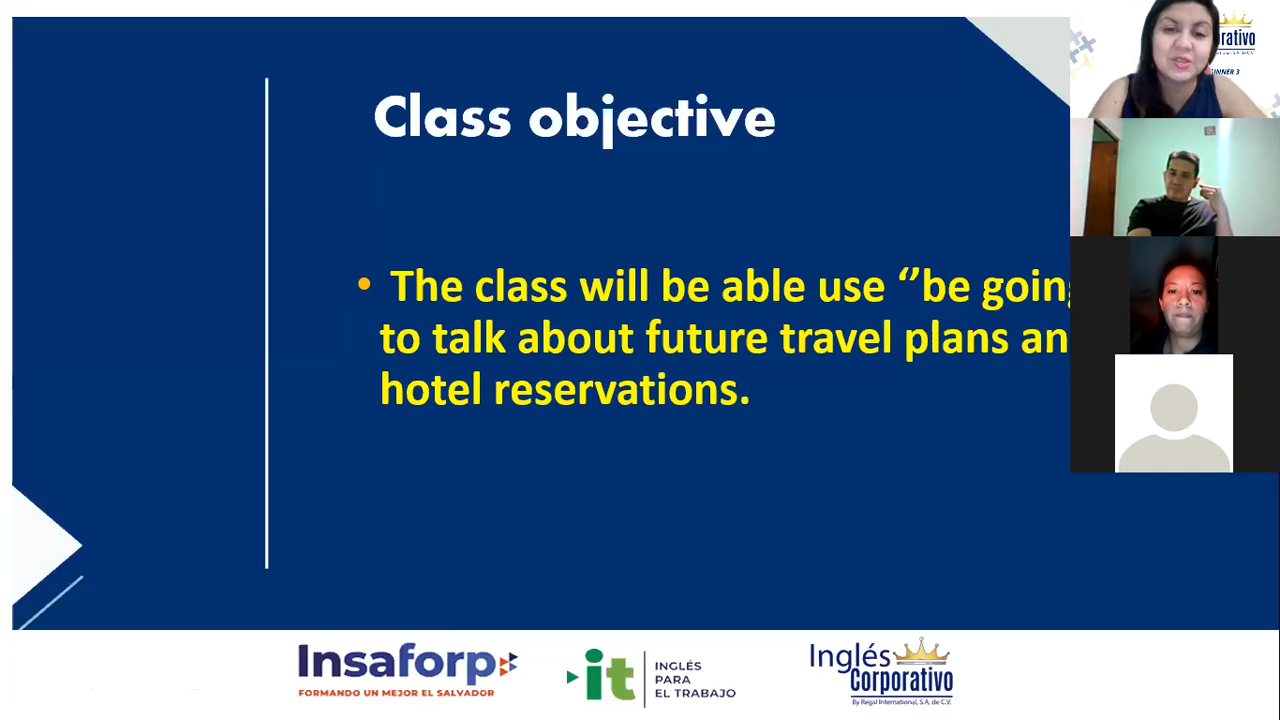 Class objective
• The class will be able use “be going
to talk about future travel plans an
hotel reservations.
Insaforp
FORMANDO UN MEJOR EL SALVADOR
it
INGLÉS
PARA
EL TRABAJO
Inglés
Corporativo
By Regal International, S.A. de C.V.